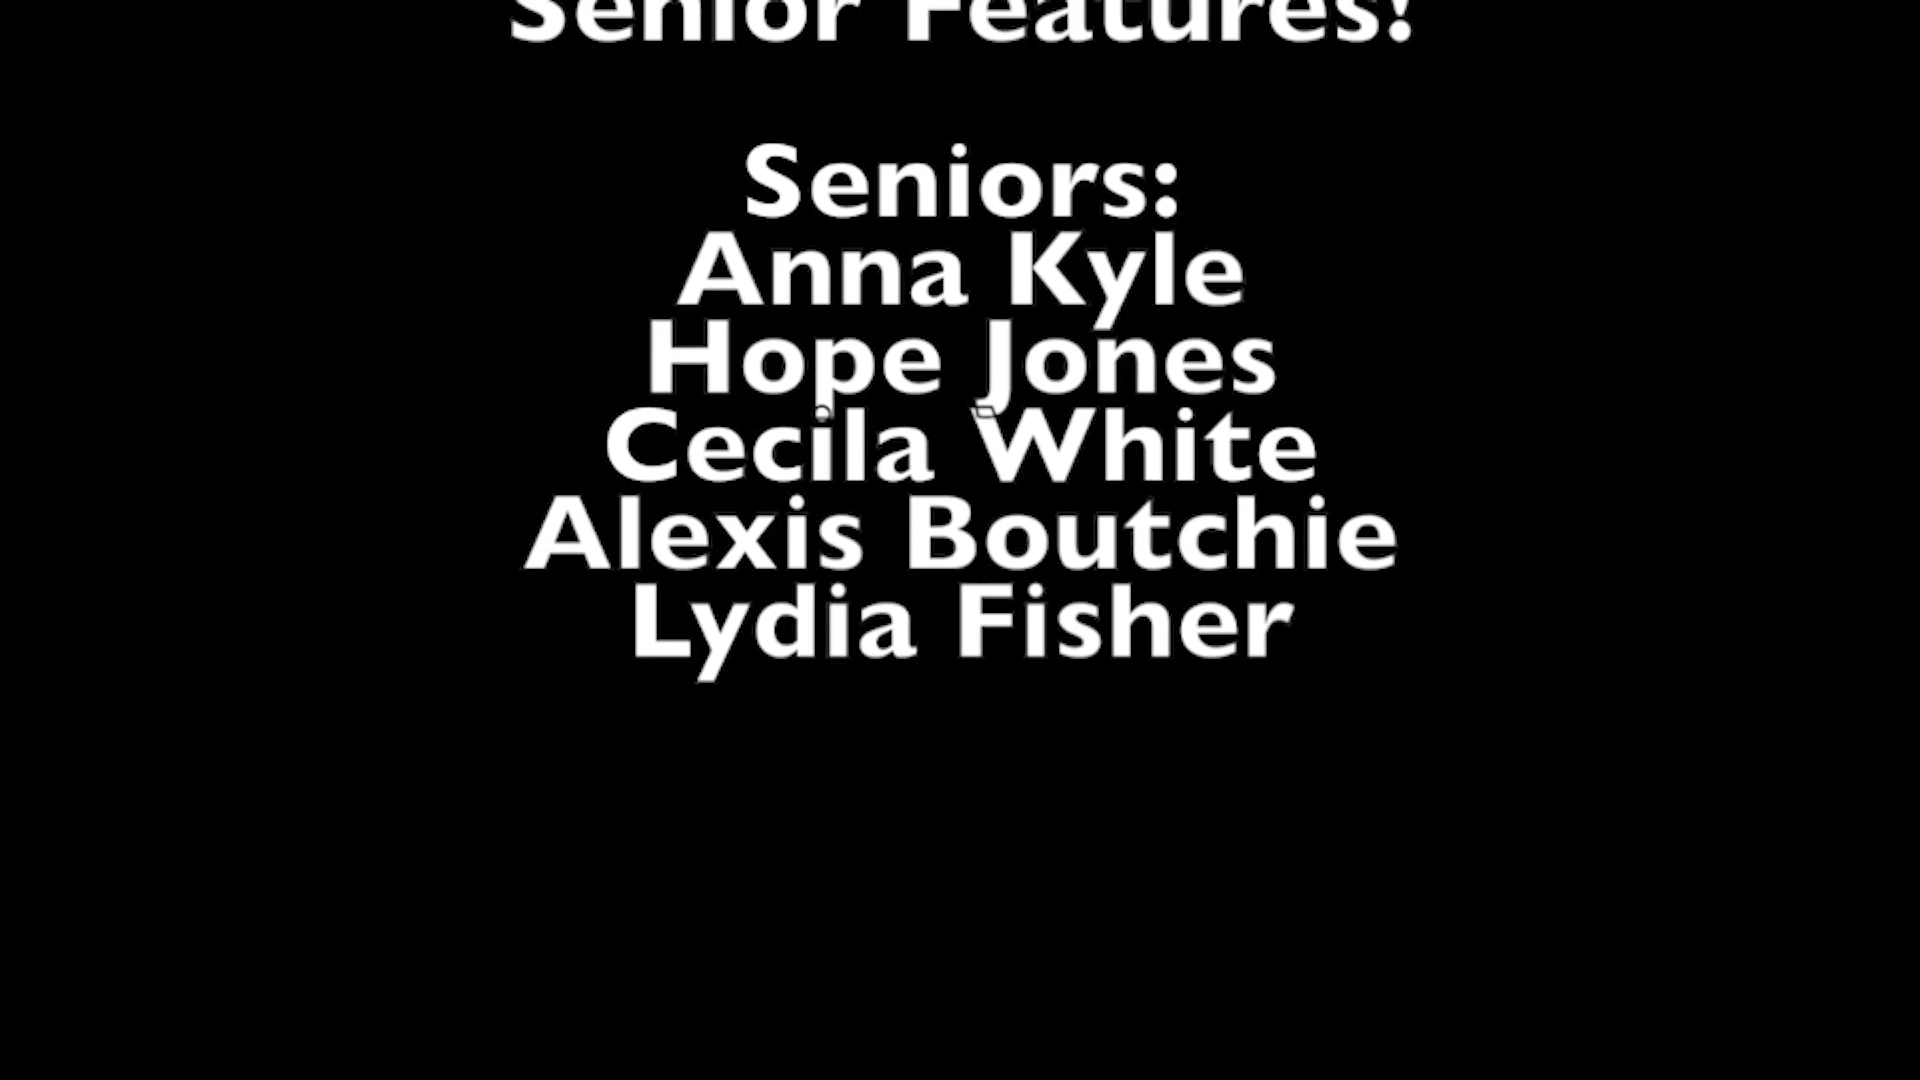 Senior Features!
Seniors:
Anna Kyle
Hope Jones
Cecila White
Alexis Boutchie
Lydia Fisher